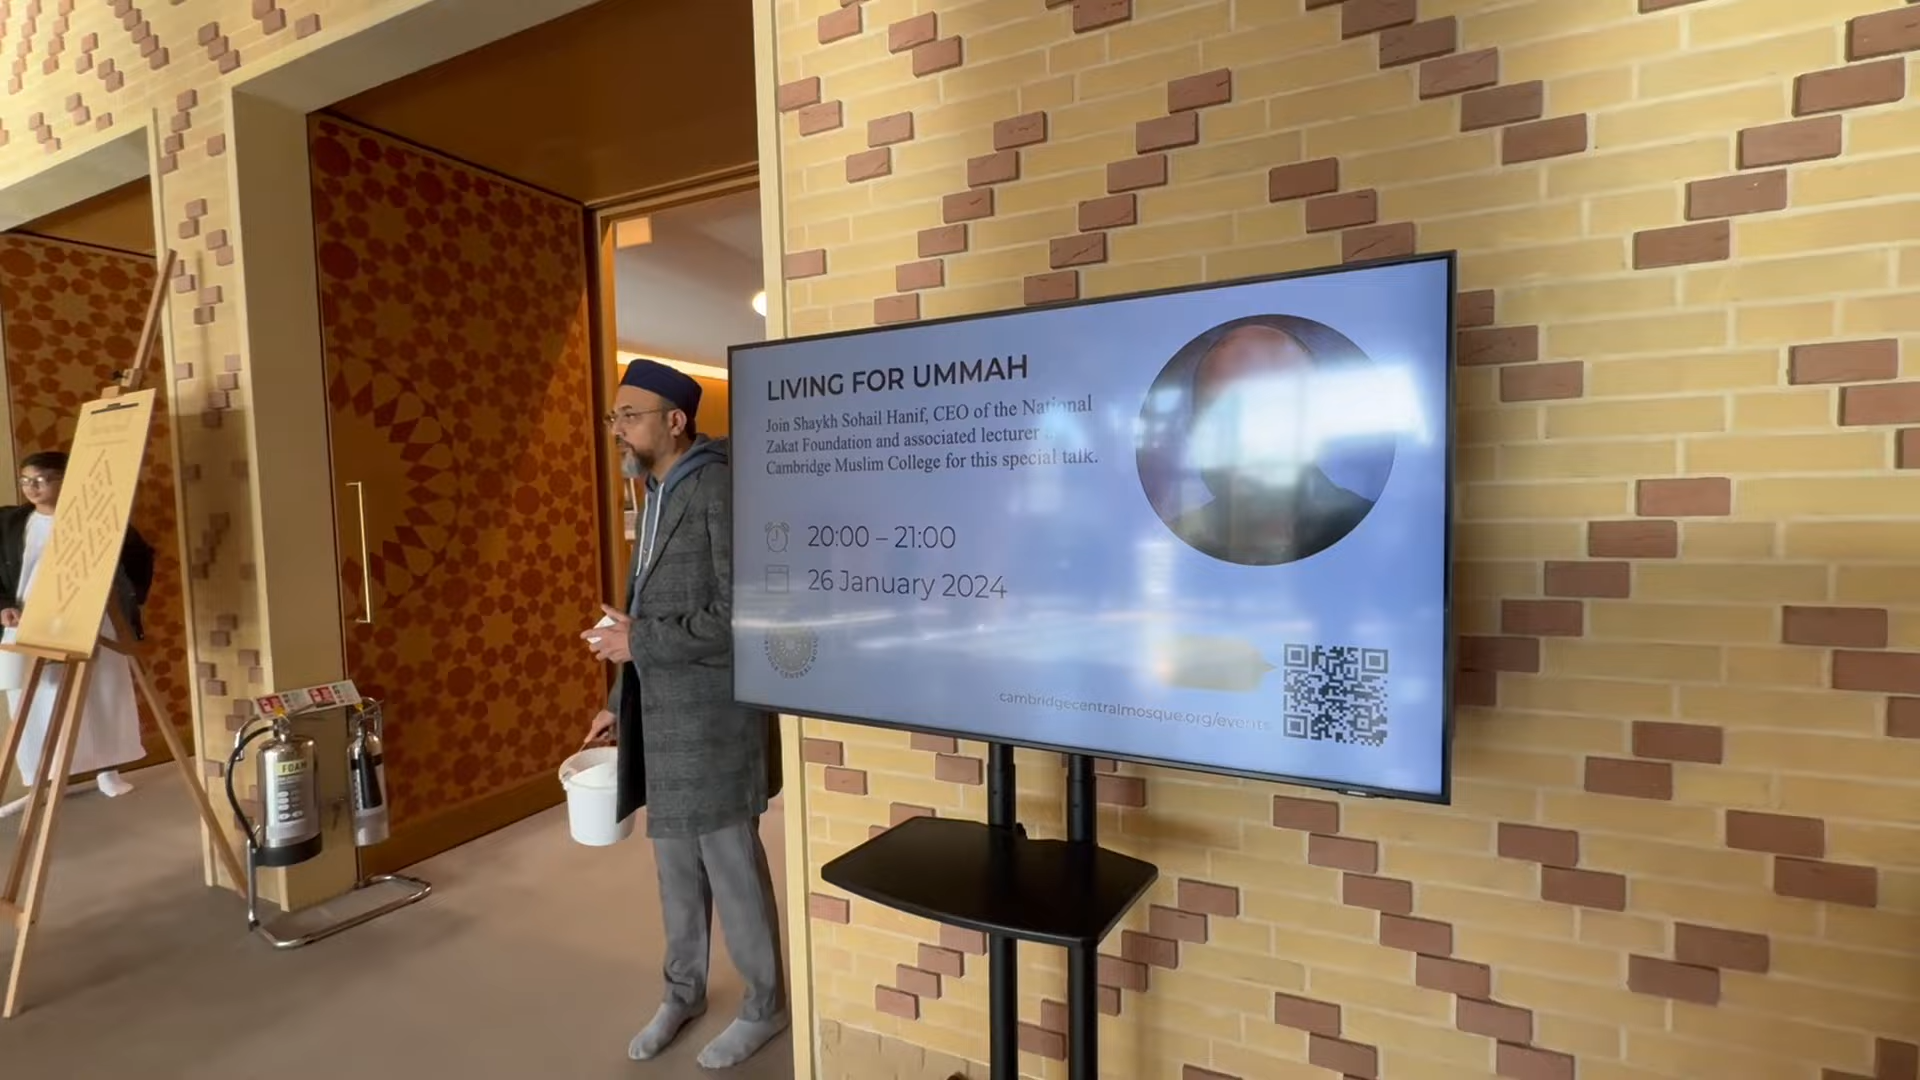 LIVING FOR UMMAH
Join Shaykh Sohail Hanif, CEO of the National
Zakat Foundation and associated lecturer
Cambridge Muslim College for this special talk.
20:00 – 21:00
26 January 2024
CENTRAL
cambridgecentralmosque.org/events
FOAM